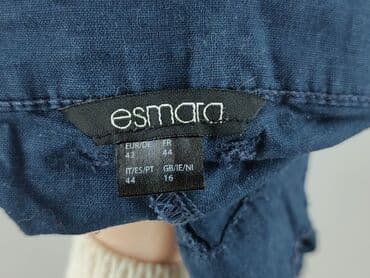 esmara
EUR/DE FR
42 44
IT/ES/PT GB/IE/NI
44 16